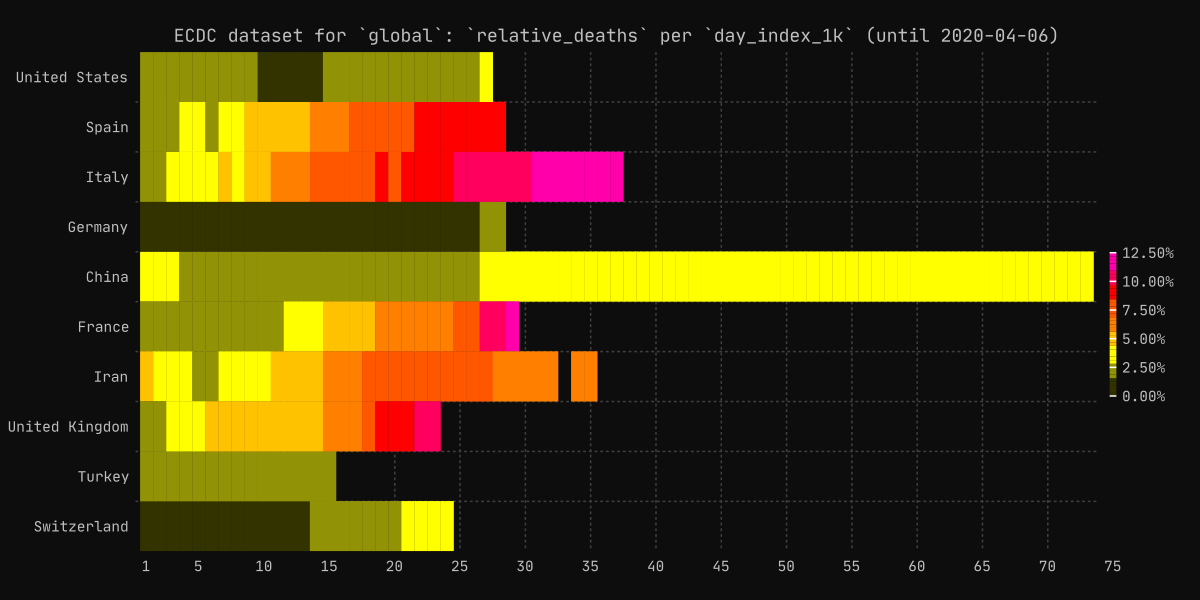 ECDC dataset for `global`: `relative_deaths` per `day_index_1k` (until 2020-04-06)
United States
Spain
Italy
Germany
China
France
Iran
United Kingdom
Turkey
Switzerland
12.50%
10.00%
7.50%
5.00%
2.50%
0.00%
1 5 10 15 20 25 30 35 40 45 50 55 60 65 70 75